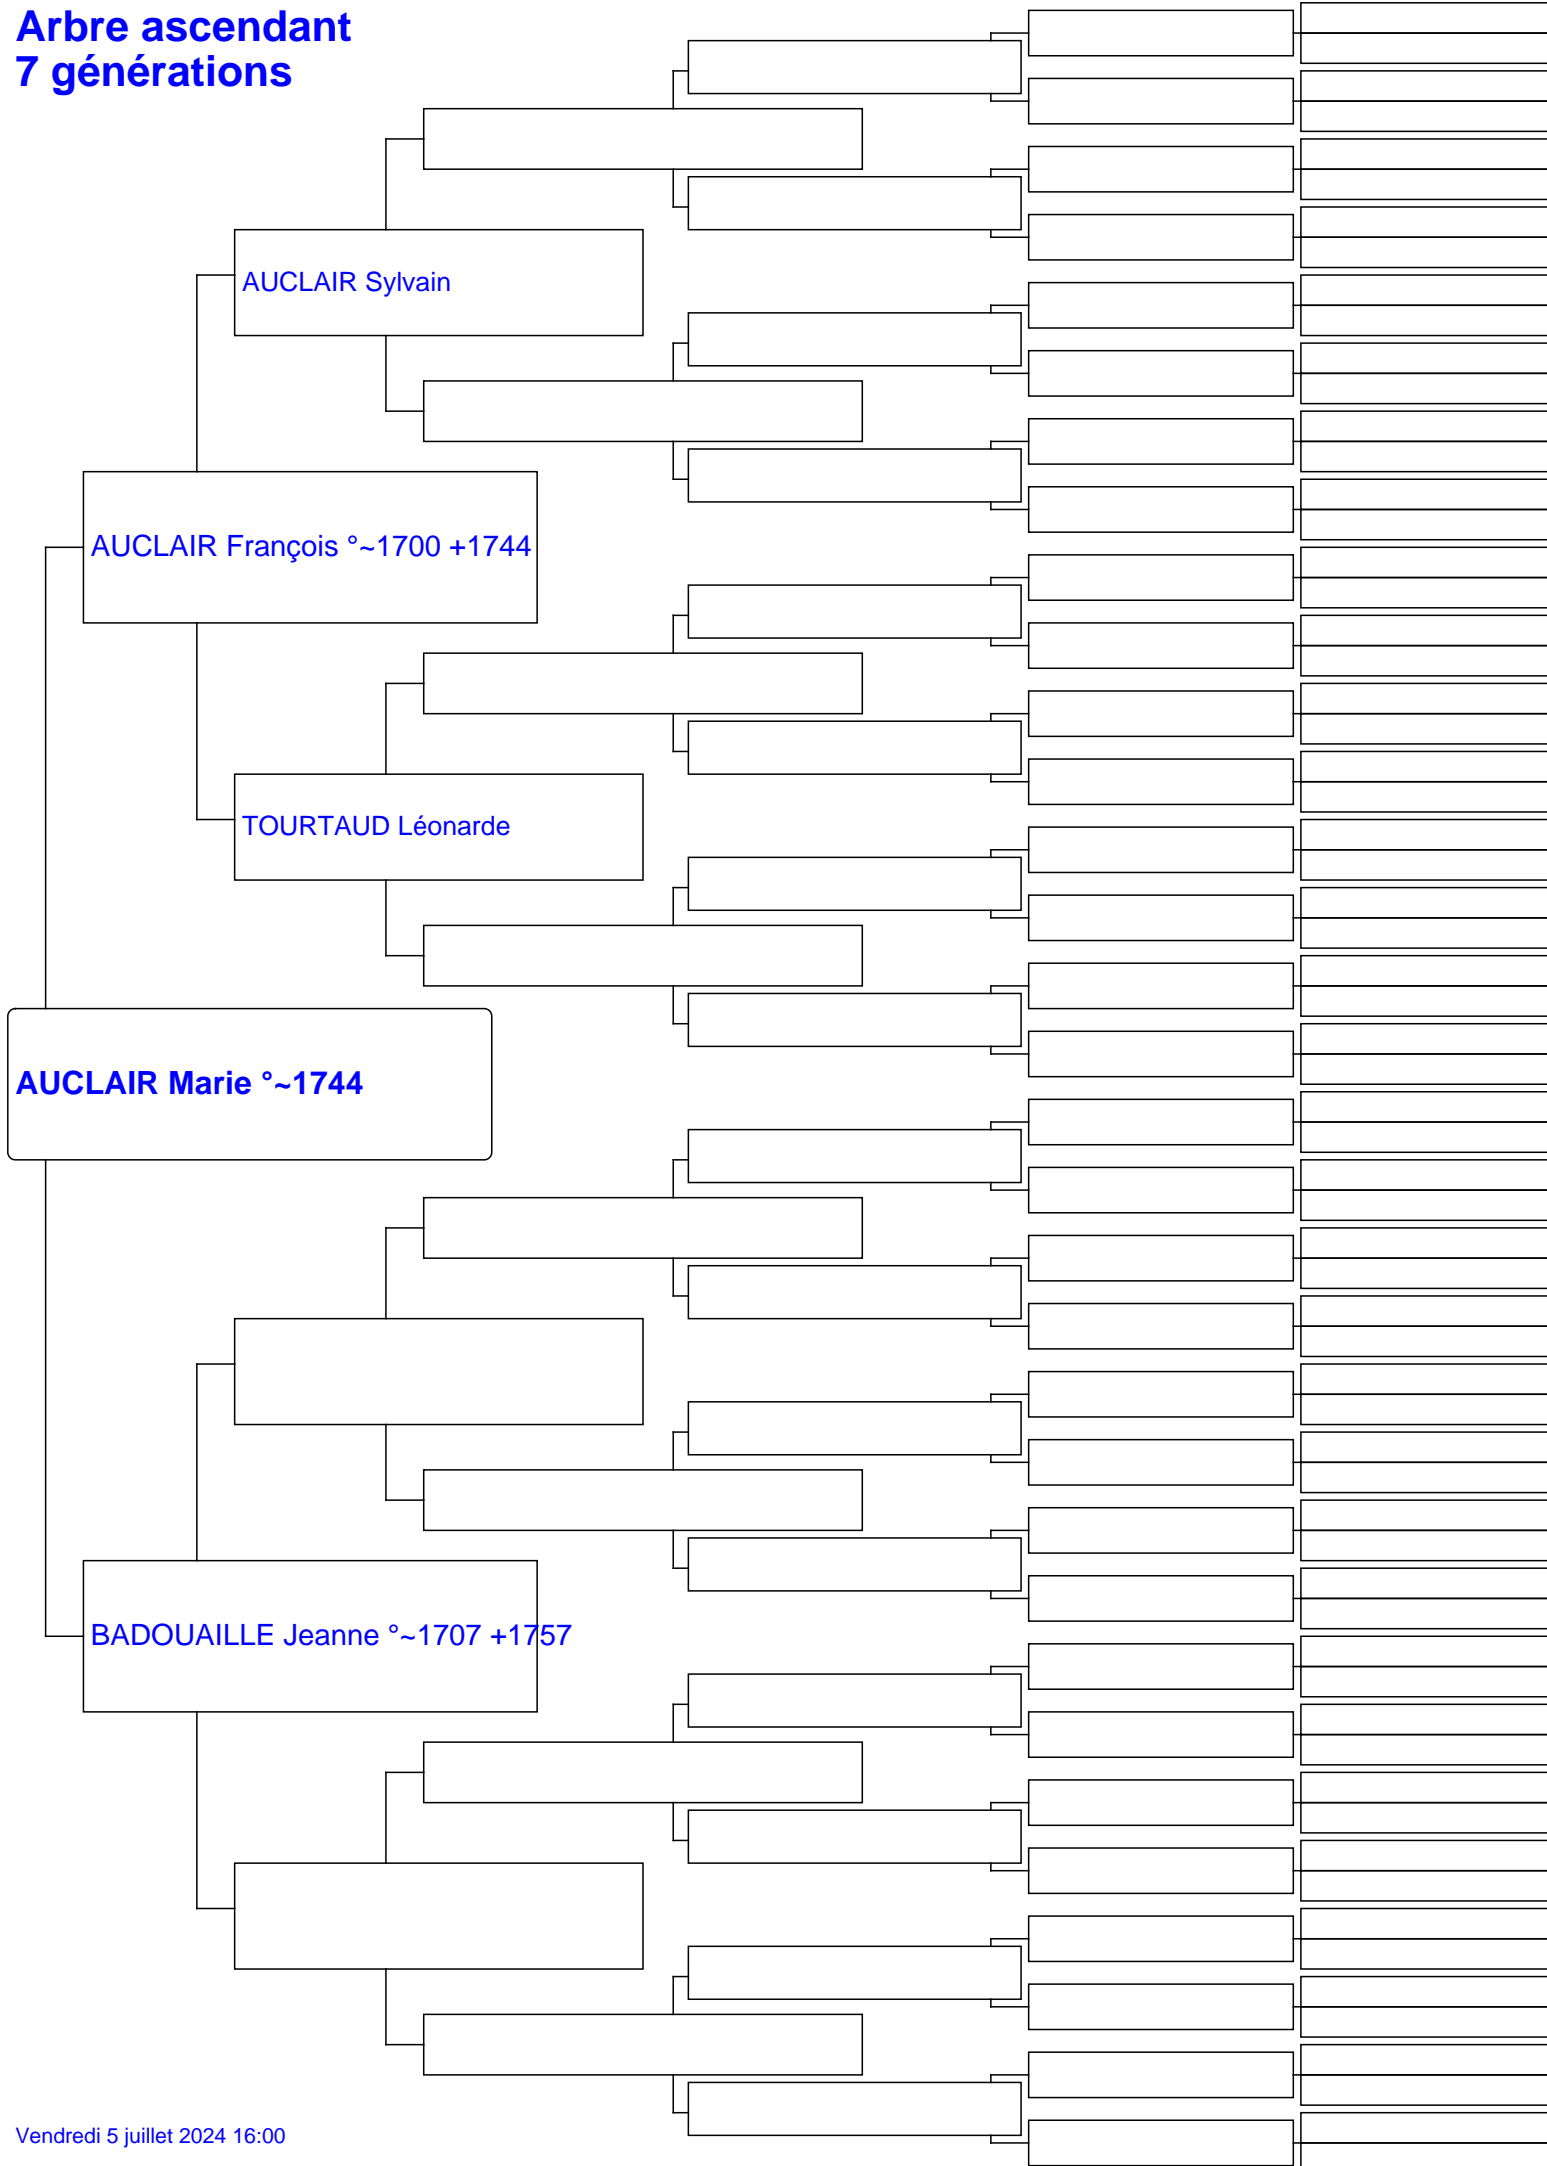 Arbre ascendant
7 générations
AUCLAIR Sylvain
AUCLAIR François °~1700 +1744
TOURTAUD Léonarde
AUCLAIR Marie °~1744
BADOUAILLE Jeanne °~1707 +1757
Vendredi 5 juillet 2024 16:00